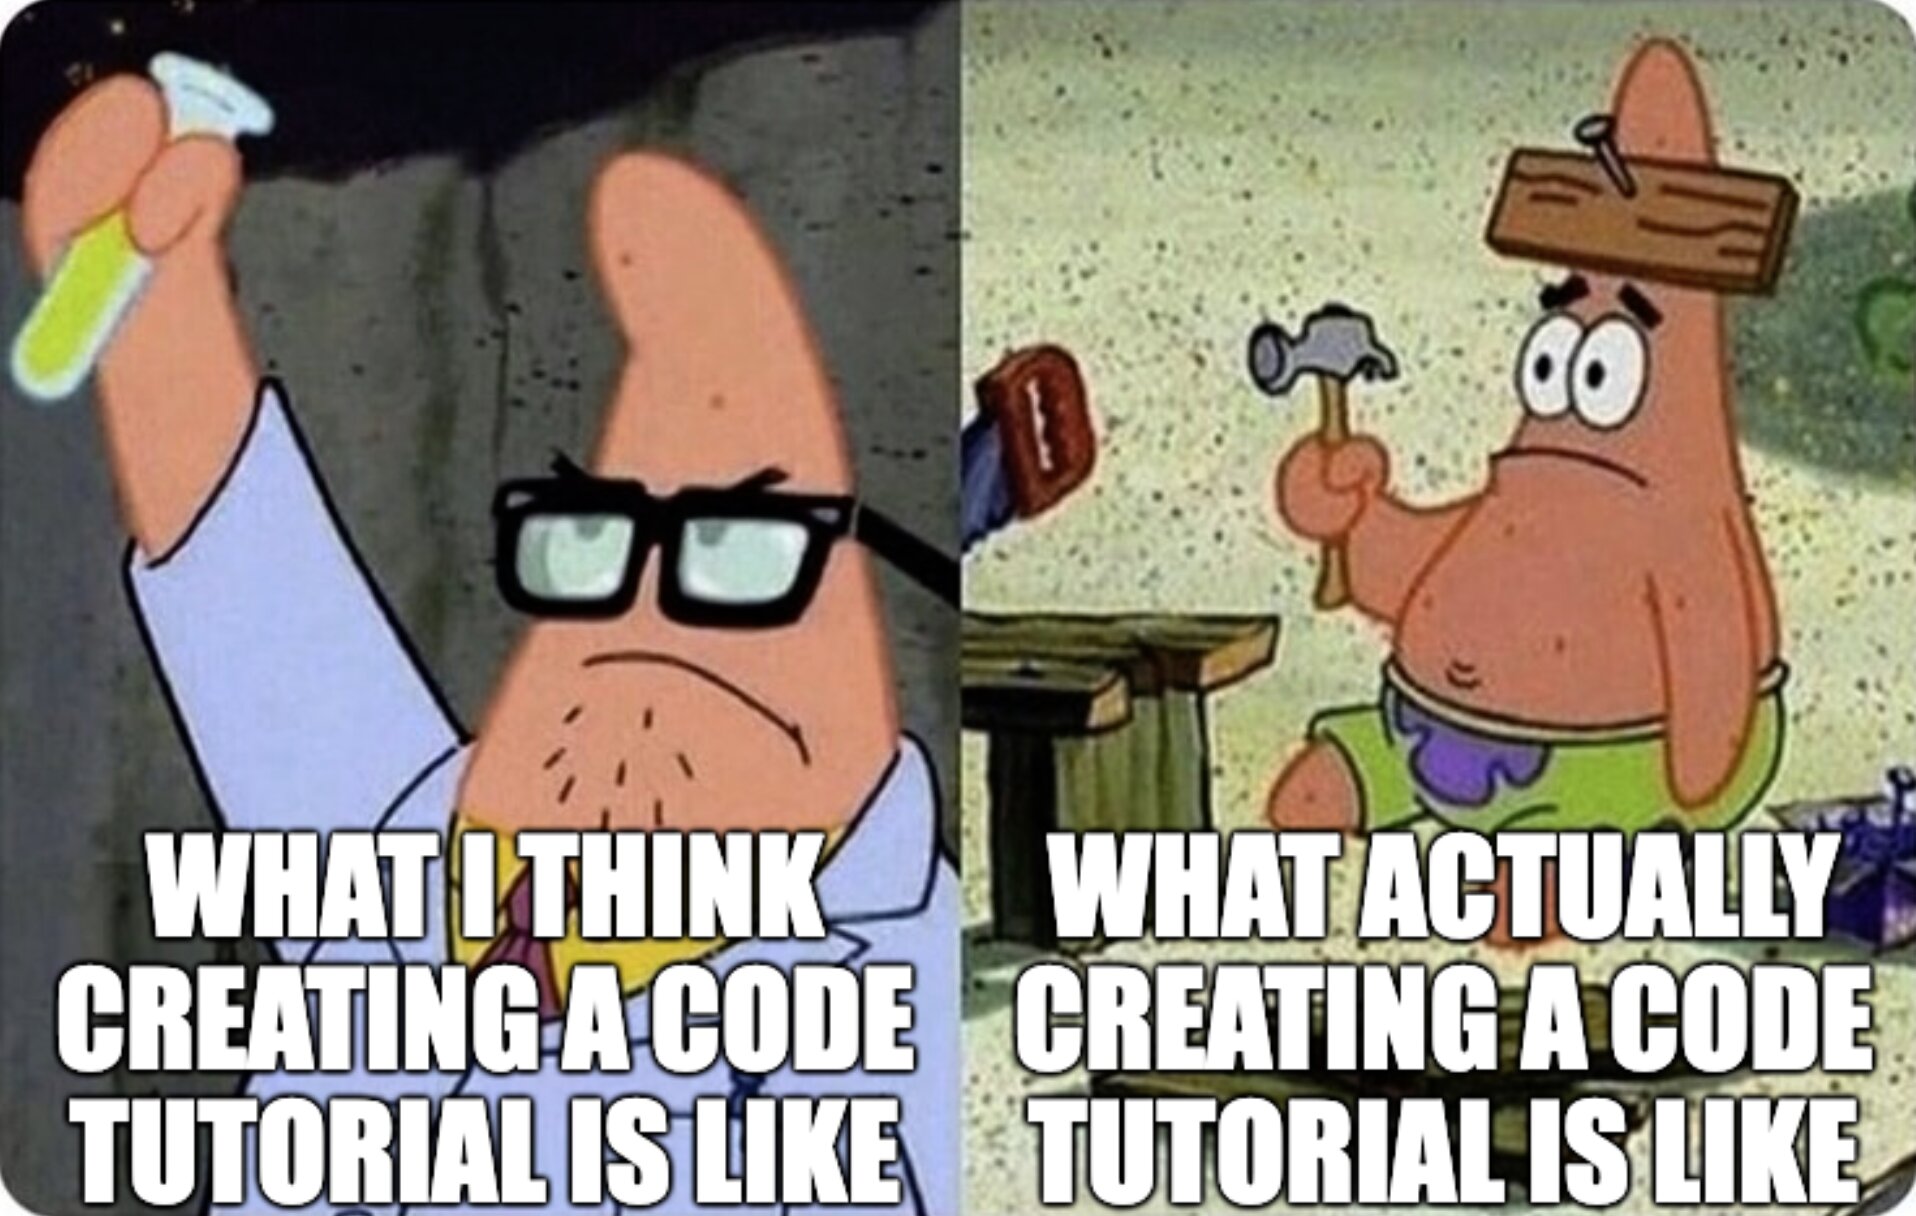 WHAT I THINK
CREATING A CODE
TUTORIAL IS LIKE
WHAT ACTUALLY
CREATING A CODE
TUTORIAL IS LIKE